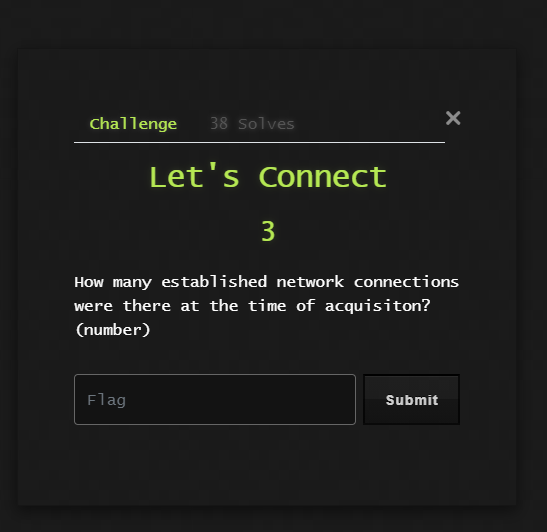 Challenge 38 Solves ×
Let's Connect
3
How many established network connections
were there at the time of acquisiton?
(number)
Flag Submit